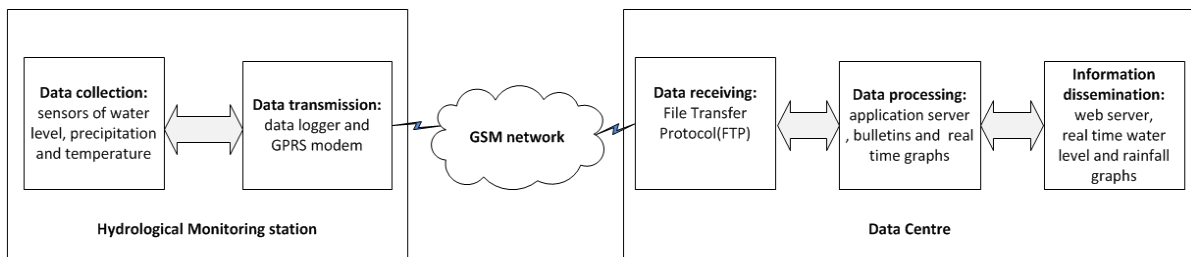 Data collection:
sensors of water
level, precipitation
and temperature
Data transmission:
data logger and
GPRS modem
Hydrological Monitoring station
GSM network
Data receiving:
File Transfer
Protocol(FTP)
Data processing:
application server
, bulletins and real
time graphs
Information
dissemination:
web server,
real time water
level and rainfall
graphs
Data Centre